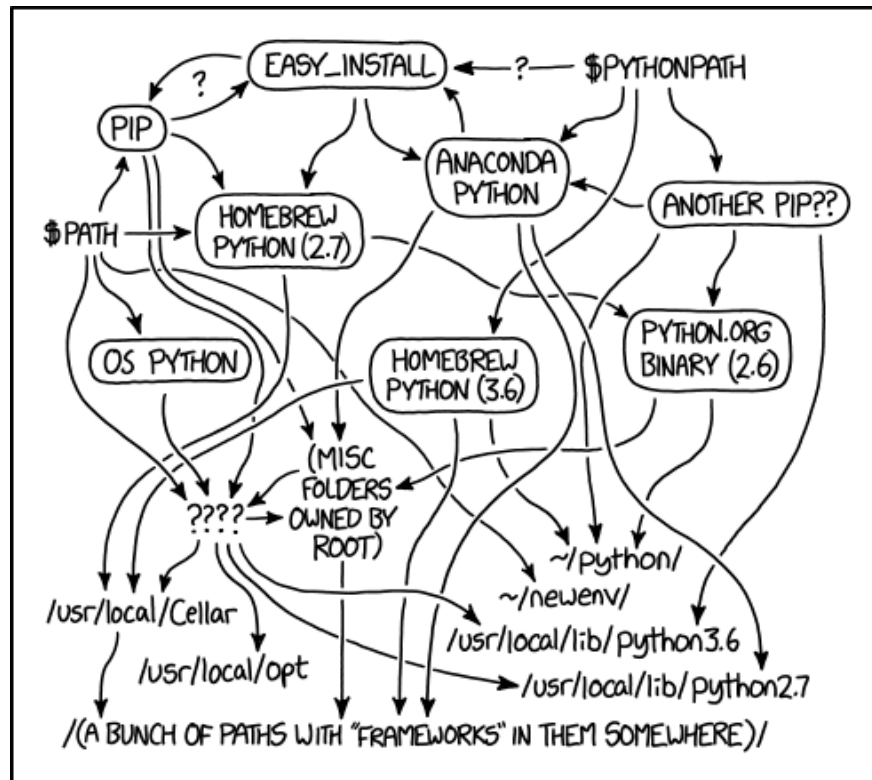 EASY_INSTALL
?
$PYTHONPATH
?
PIP
ANACONDA
PYTHON
ANOTHER PIP??
HOMEBREW
PYTHON (2.7)
$PATH
OS PYTHON
HOMEBREW
PYTHON (3.6)
PYTHON.ORG
BINARY (2.6)
(MISC
FOLDERS
OWNED BY
ROOT)
????
~/python/
~/newenv/
/usr/local/Cellar
/usr/local/lib/python3.6
/usr/local/opt
/usr/local/lib/python2.7
/(A BUNCH OF PATHS WITH "FRAMEWORKS" IN THEM SOMEWHERE)/